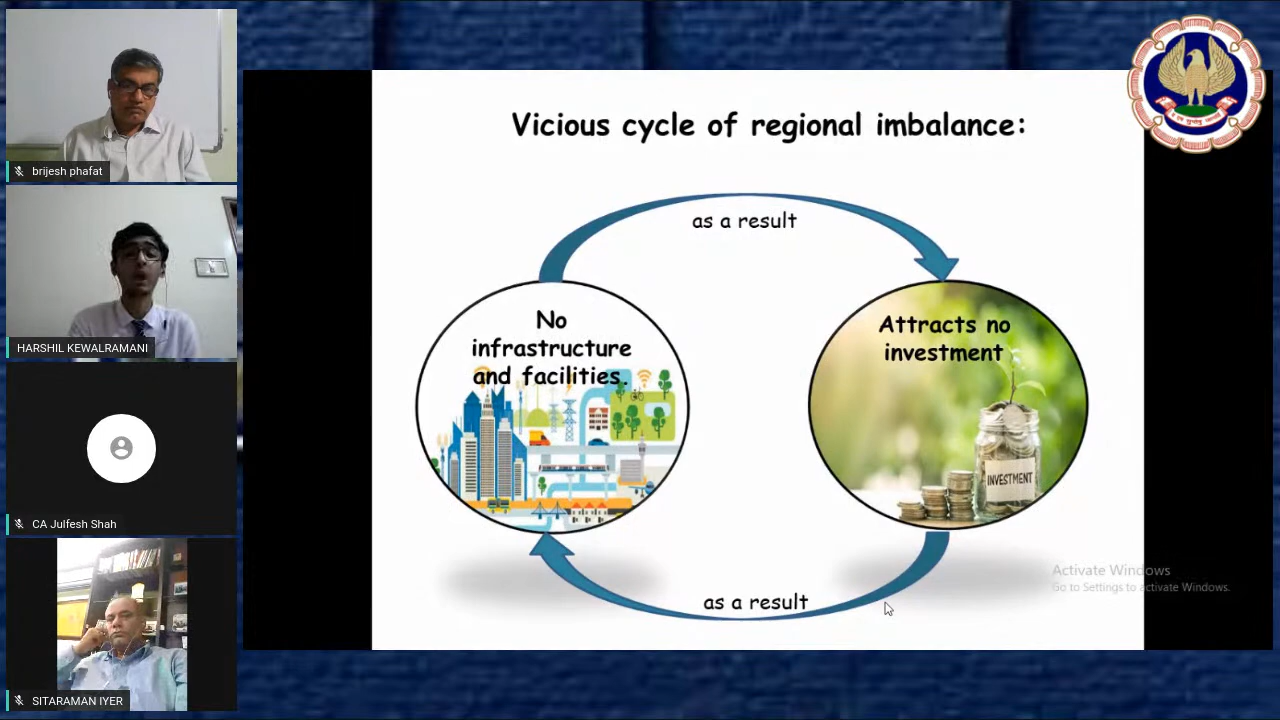 brijesh phafat
HARSHIL KEWALRAMANI
CA Julfesh Shah
SITARAMAN IYER
Vicious cycle of regional imbalance:
as a result
No
infrastructure
and facilities.
Attracts no
investment
INVESTMENT
as a result
Activate Windows
Go to Settings to activate Windows.